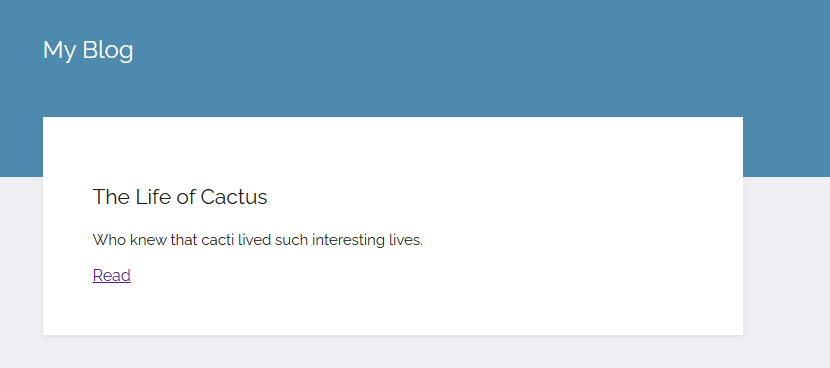 My Blog
The Life of Cactus
Who knew that cacti lived such interesting lives.
Read